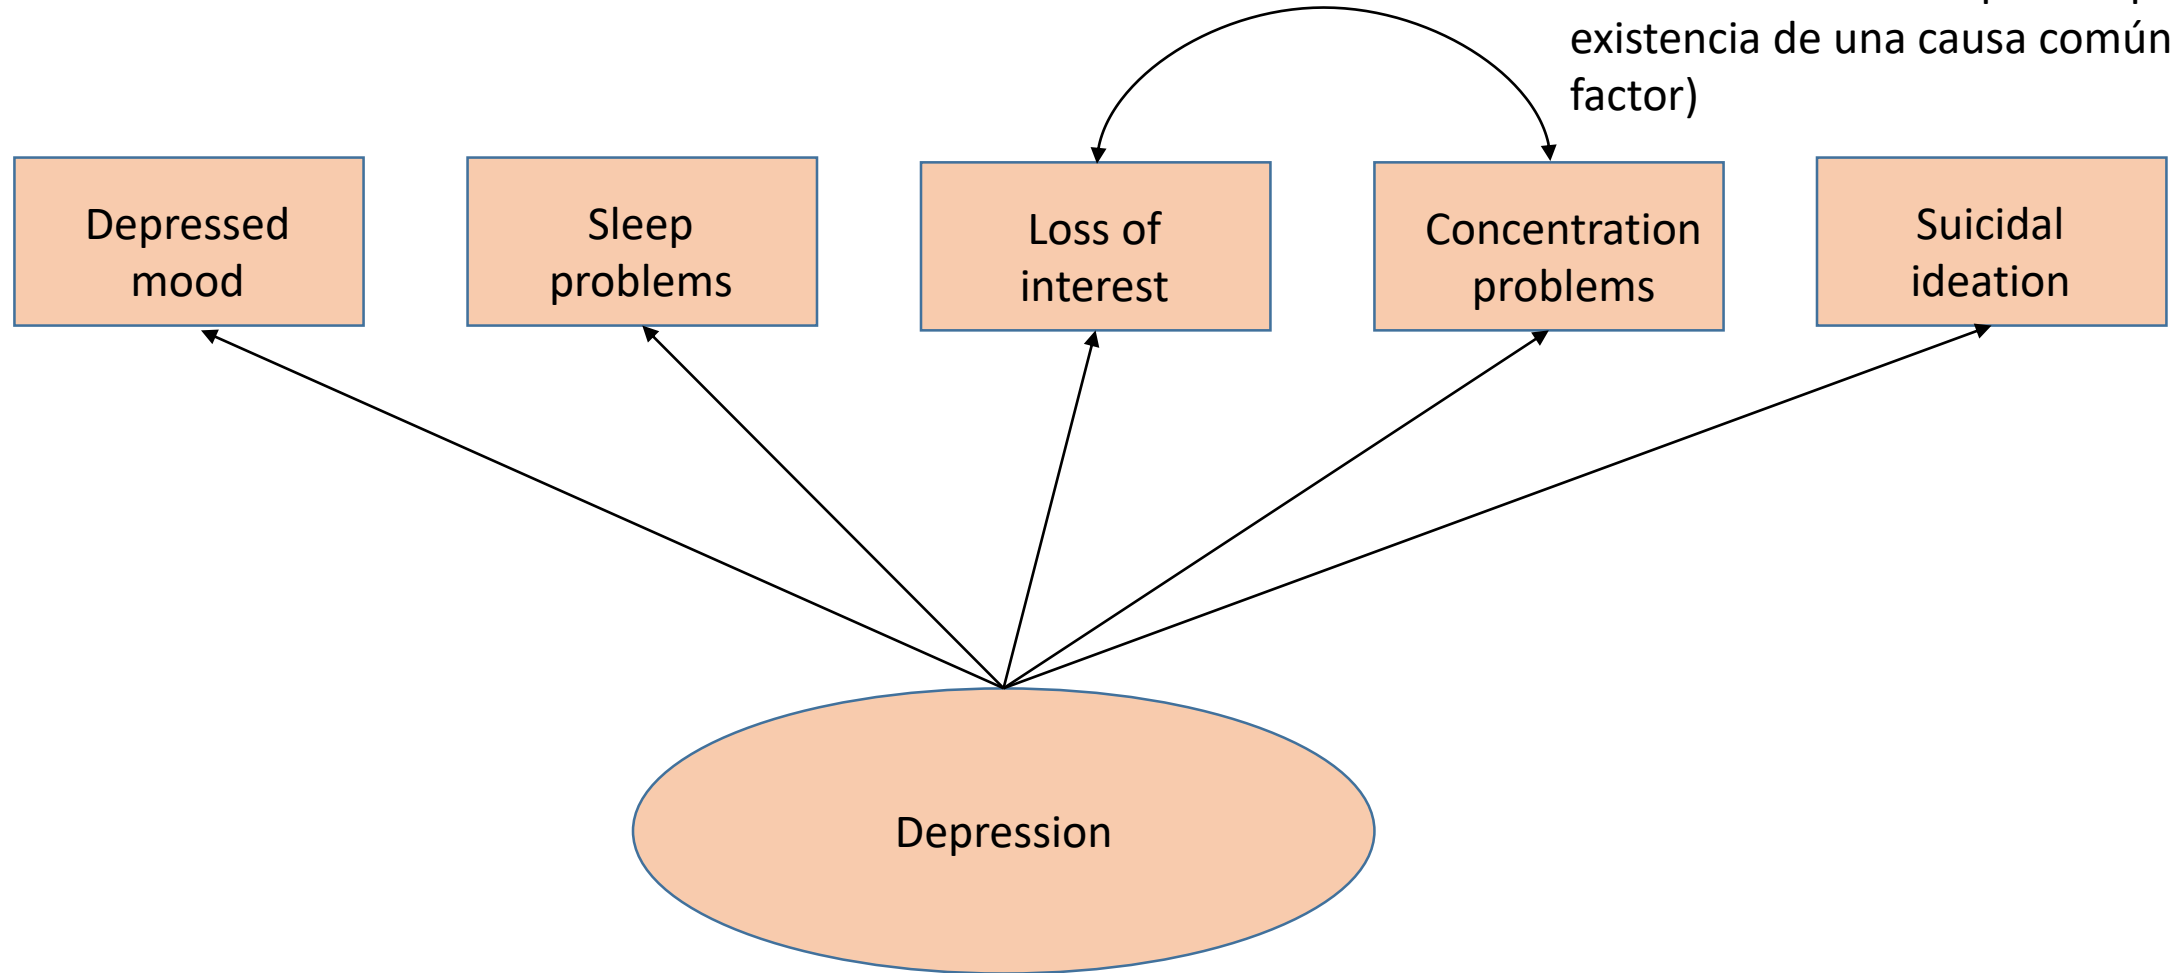 existencia de una causa común
factor)
Depressed
mood
Sleep
problems
Loss of
interest
Concentration
problems
Suicidal
ideation
Depression